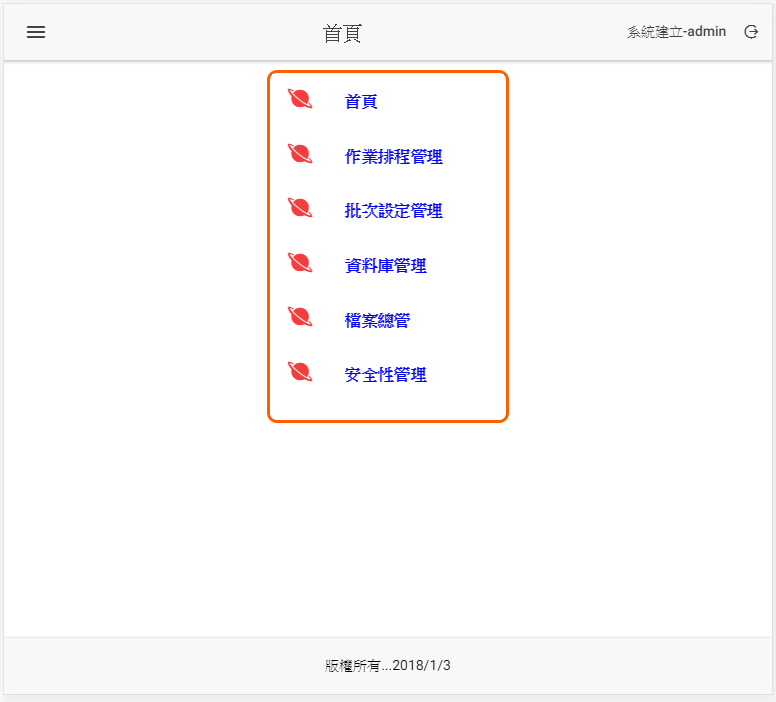 首頁
系統建立-admin
首頁
作業排程管理
批次設定管理
資料庫管理
檔案總管
安全性管理
版權所有...2018/1/3